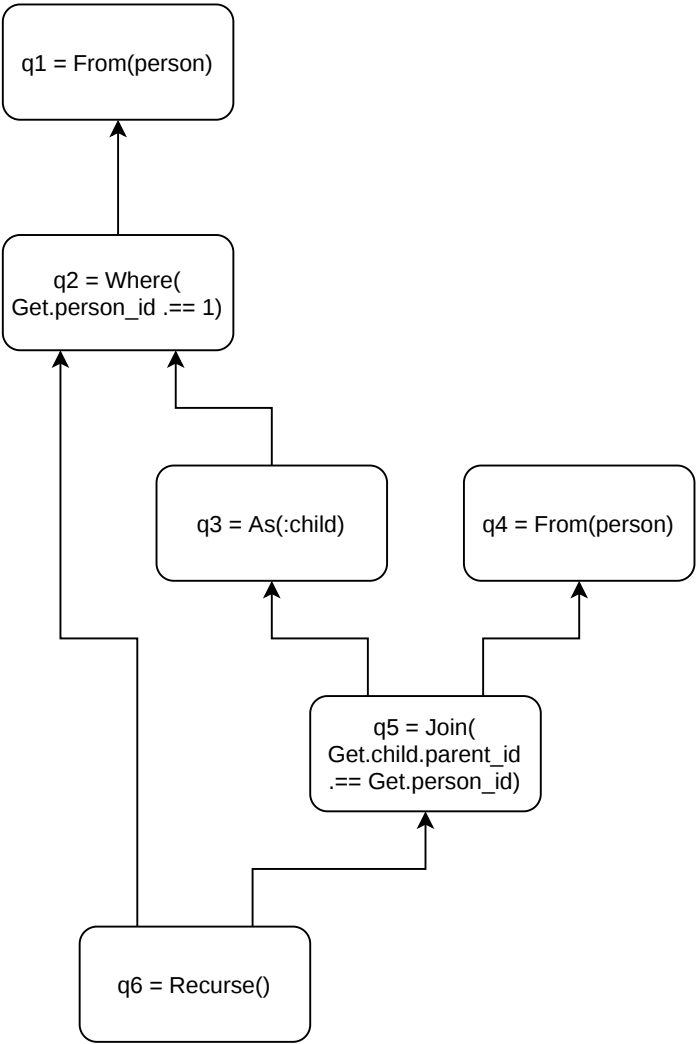 q1 = From(person)
q2 = Where(
Get.person_id .== 1)
q3 = As(:child)
q4 = From(person)
q5 = Join(
Get.child.parent_id
.== Get.person_id)
q6 = Recurse()